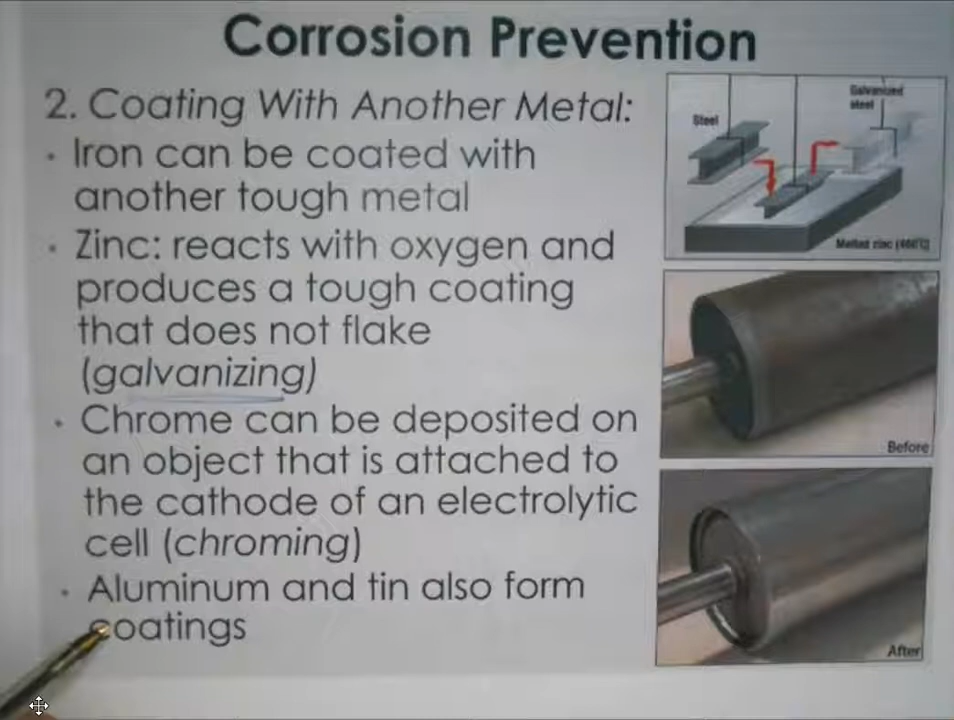 Corrosion Prevention
2. Coating With Another Metal:
• Iron can be coated with
another tough metal
• Zinc: reacts with oxygen and
produces a tough coating
that does not flake
(galvanizing)
• Chrome can be deposited on
an object that is attached to
the cathode of an electrolytic
cell (chroming)
• Aluminum and tin also form
coatings
Steel
Galvanized
steel
Melted zinc (460°C)
Before
After